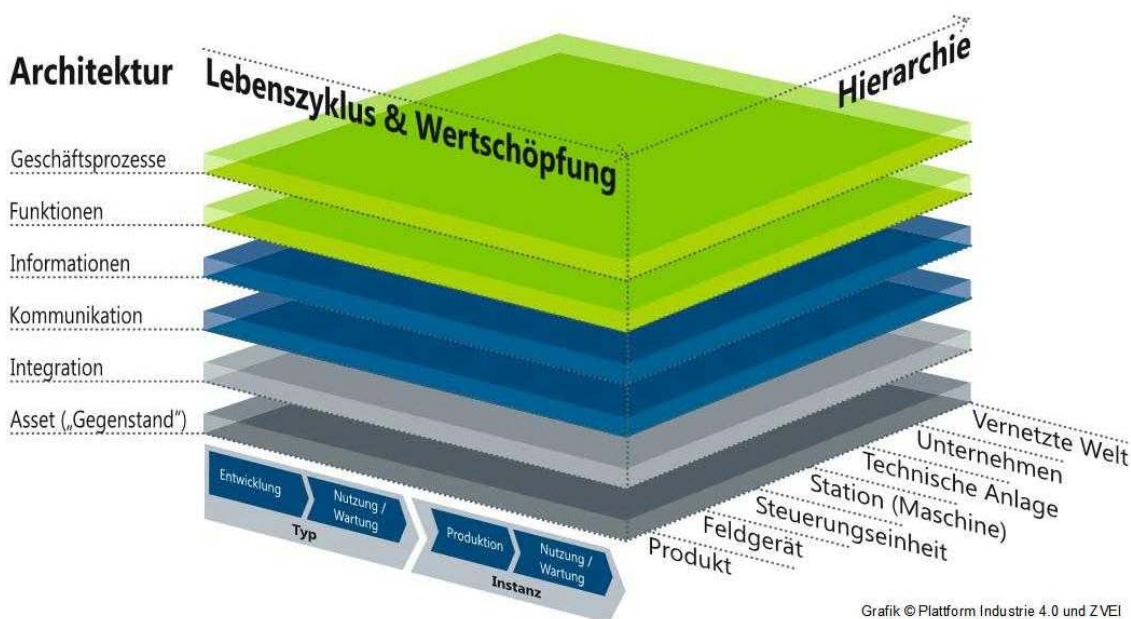 Architektur
Lebenszyklus & Wertschöpfung
Hierarchie
Geschäftsprozesse
Funktionen
Informationen
Kommunikation
Integration
Asset („Gegenstand“)
Entwicklung
Nutzung /
Wartung
Typ
Produktion
Nutzung /
Wartung
Instanz
Vernetzte Welt
Unternehmen
Technische Anlage
Station (Maschine)
Steuerungseinheit
Feldgerät
Produkt
Grafik © Plattform Industrie 4.0 und ZVEI